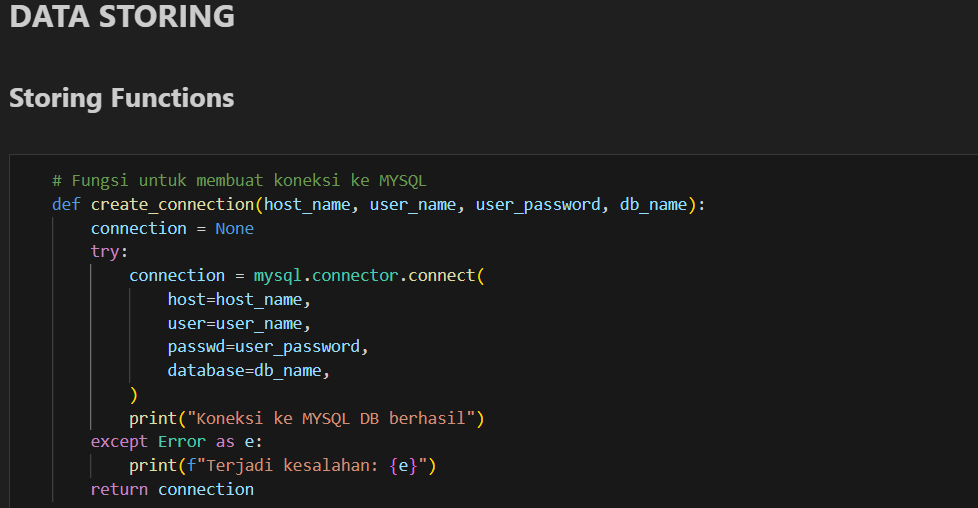 DATA STORING
Storing Functions
# Fungsi untuk membuat koneksi ke MYSQL
def create_connection(host_name, user_name, user_password, db_name):
    connection = None
    try:
        connection = mysql.connector.connect(
            host=host_name,
            user=user_name,
            passwd=user_password,
            database=db_name,
        )
        print("Koneksi ke MYSQL DB berhasil")
    except Error as e:
        print(f"Terjadi kesalahan: {e}")
    return connection